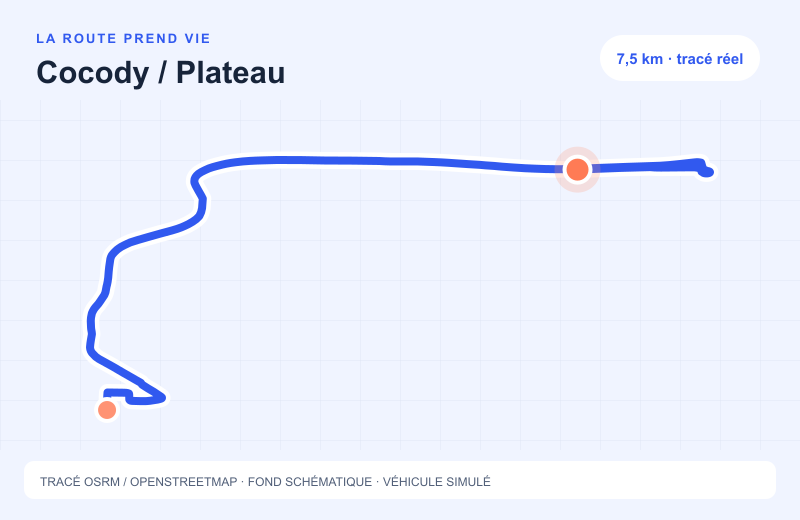 LA ROUTE PREND VIE
Cocody / Plateau
7,5 km · tracé réel
TRACÉ OSRM / OPENSTREETMAP · FOND SCHÉMATIQUE · VÉHICULE SIMULÉ